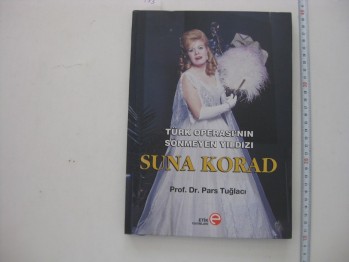 TÜRK OPERASI'NIN
SÖNMEYEN YILDIZI
SUNA KORAD
Prof. Dr. Pars Tuğlacı